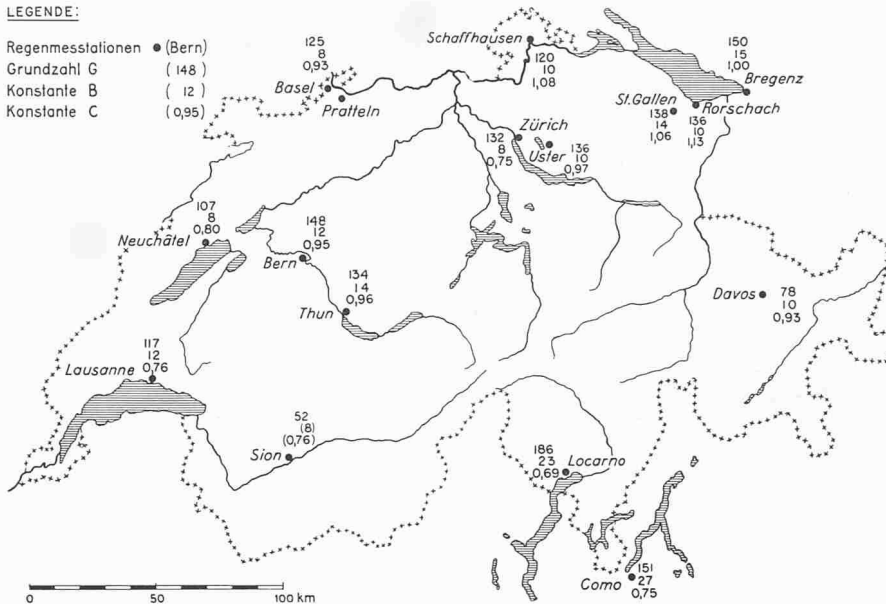 LEGENDE:
Regenmesstationen ● (Bern)
Grundzahl G (148)
Konstante B (12)
Konstante C (0,95)
125
8
0,93
Basel
Pratteln
Schaffhausen
120
10
1,08
150
15
1,00
Bregenz
St.Gallen
138
14
1,06
Rorschach
136
10
1,13
Zürich
132
8
0,75
Uster
136
10
0,97
107
8
0,80
Neuchâtel
148
12
0,95
Bern
134
14
0,96
Thun
Davos
78
10
0,93
117
12
0,76
Lausanne
52
(8)
(0,76)
Sion
186
23
0,69
Locarno
Como
151
27
0,75
0 50 100 km